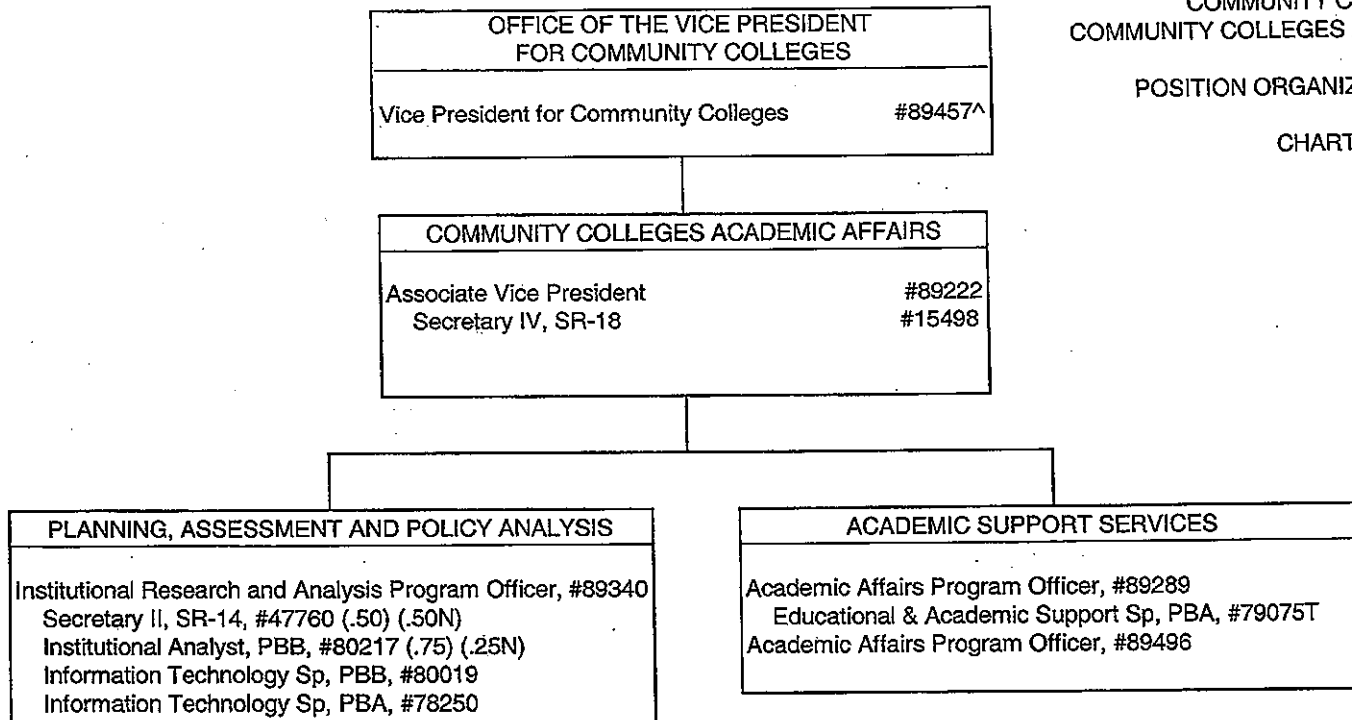 COMMUNITY COLLEGES
POSITION
CHART
OFFICE OF THE VICE PRESIDENT
FOR COMMUNITY COLLEGES
Vice President for Community Colleges #89457^
COMMUNITY COLLEGES ACADEMIC AFFAIRS
Associate Vice President #89222
Secretary IV, SR-18 #15498
PLANNING, ASSESSMENT AND POLICY ANALYSIS
Institutional Research and Analysis Program Officer, #89340
Secretary II, SR-14, #47760 (.50) (.50N)
Institutional Analyst, PBB, #80217 (.75) (.25N)
Information Technology Sp, PBB, #80019
Information Technology Sp, PBA, #78250
ACADEMIC SUPPORT SERVICES
Academic Affairs Program Officer, #89289
Educational & Academic Support Sp, PBA, #79075T
Academic Affairs Program Officer, #89496